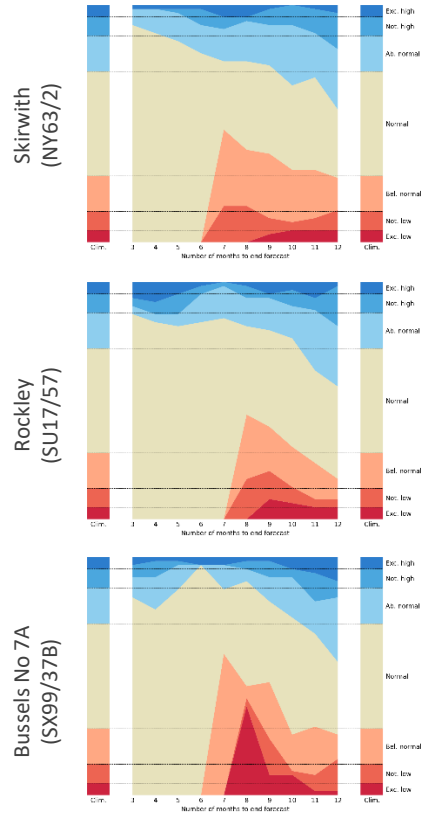 Skirwith
(NY63/2)
Exc. high
Not. high
Ab. normal
Normal
Bel. normal
Not. low
Exc. low
Clim. 3 4 5 6 7 8 9 10 11 12 Clim.
Number of months to end forecast
Rockley
(SU17/57)
Exc. high
Not. high
Ab. normal
Normal
Bel. normal
Not. low
Exc. low
Clim. 3 4 5 6 7 8 9 10 11 12 Clim.
Number of months to end forecast
Bussels No 7A
(SX99/37B)
Exc. high
Not. high
Ab. normal
Normal
Bel. normal
Not. low
Exc. low
Clim. 3 4 5 6 7 8 9 10 11 12 Clim.
Number of months to end forecast